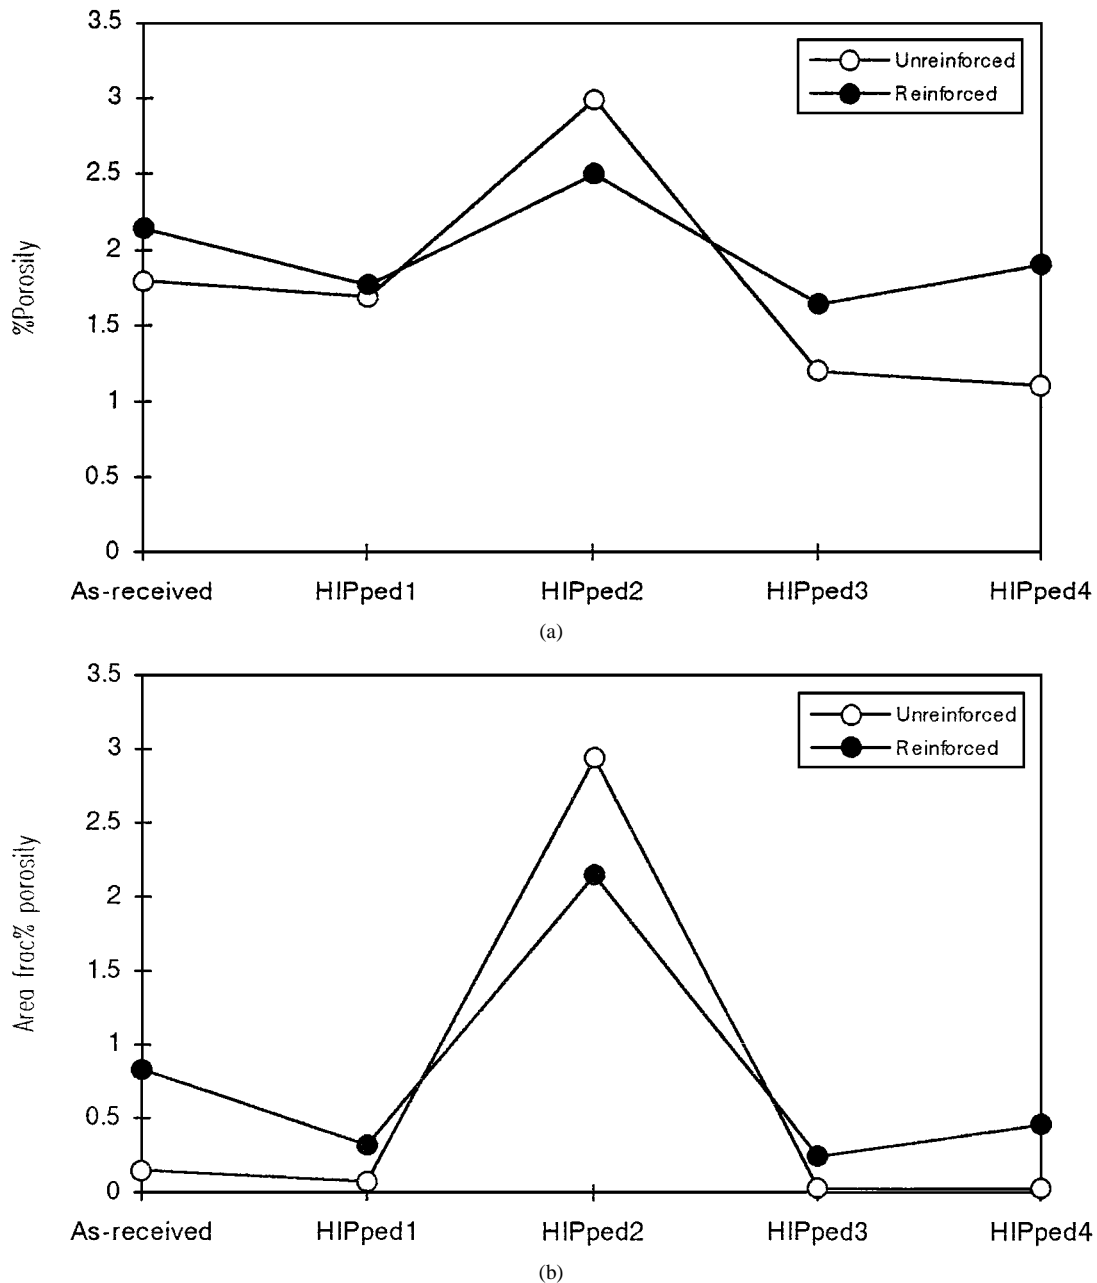 3.5
Unreinforced
3
Reinforced
2.5
2
%Porosity
1.5
1
0.5
0
As-received HIPped1 HIPped2 HIPped3 HIPped4
(a)
3.5
Unreinforced
3
Reinforced
2.5
2
Area frac% porosity
1.5
1
0.5
0
As-received HIPped1 HIPped2 HIPped3 HIPped4
(b)